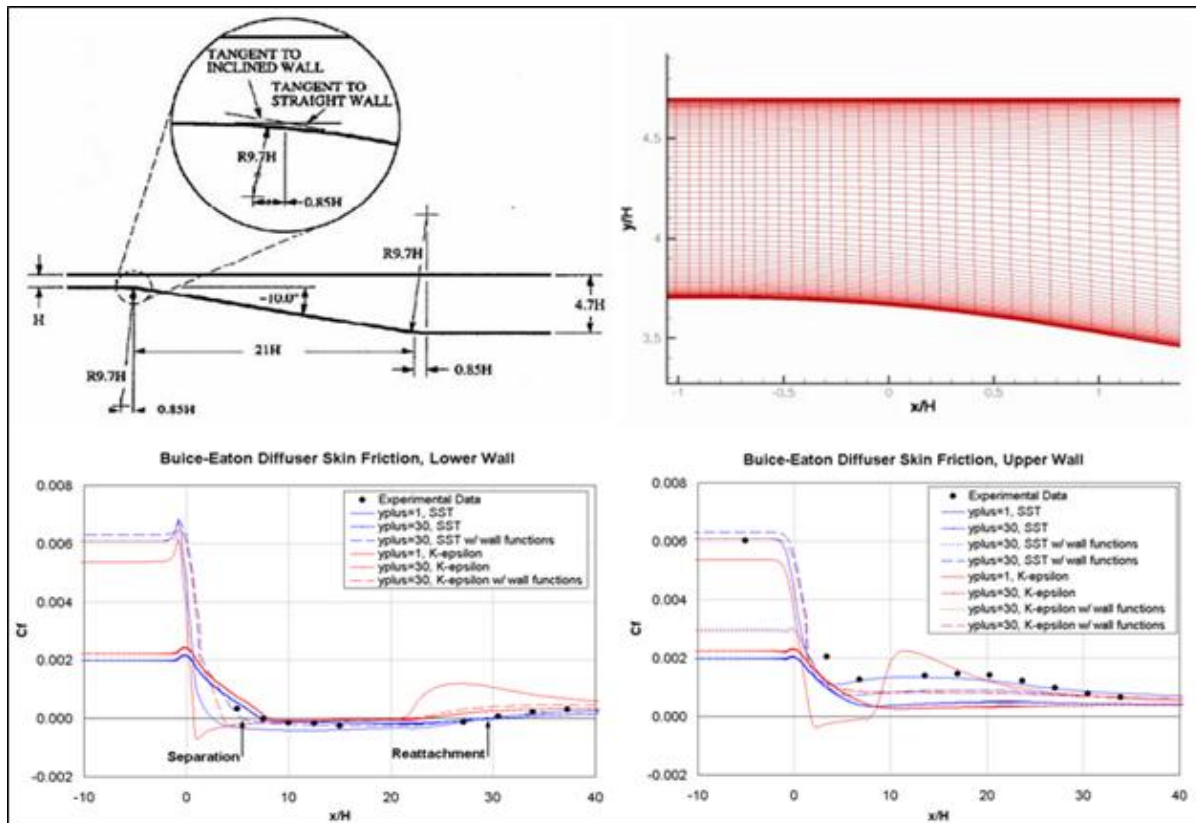 TANGENT TO
INCLINED WALL
TANGENT TO
STRAIGHT WALL
R9.7H
0.85H
R9.7H
~10.0°
4.7H
H
21H
R9.7H
0.85H
0.85H
y/H
4.5
4
3.5
-1
-0.5
0
0.5
1
x/H
Buice-Eaton Diffuser Skin Friction, Lower Wall
0.008
0.006
0.004
0.002
0.000
-0.002
Cf
Experimental Data
yplus=1, SST
yplus=30, SST
yplus=30, SST w/ wall functions
yplus=1, K-epsilon
yplus=30, K-epsilon
yplus=30, K-epsilon w/ wall functions
Separation
Reattachment
-10
0
10
20
30
40
x/H
Buice-Eaton Diffuser Skin Friction, Upper Wall
0.008
0.006
0.004
0.002
0.000
-0.002
Cf
Experimental Data
yplus=1, SST
yplus=30, SST
yplus=30, SST w/ wall functions
yplus=30, SST w/ wall functions
yplus=1, K-epsilon
yplus=30, K-epsilon
yplus=30, K-epsilon w/ wall functions
yplus=30, K-epsilon w/ wall functions
-10
0
10
20
30
40
x/H